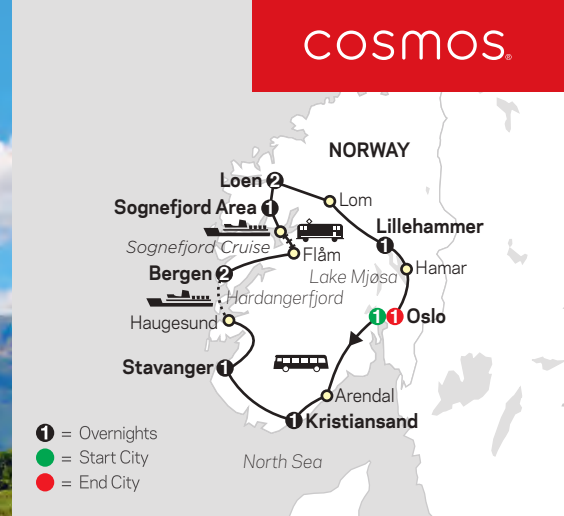 COSMOS®
NORWAY
Loen 2
Lom
Sognefjord Area 1
Lillehammer
1
Sognefjord Cruise
Flåm
Bergen 2
Lake Mjøsa
Hamar
Hardangerfjord
Haugesund
1 1 Oslo
Stavanger 1
Arendal
1 Kristiansand
1 = Overnights
= Start City
= End City
North Sea